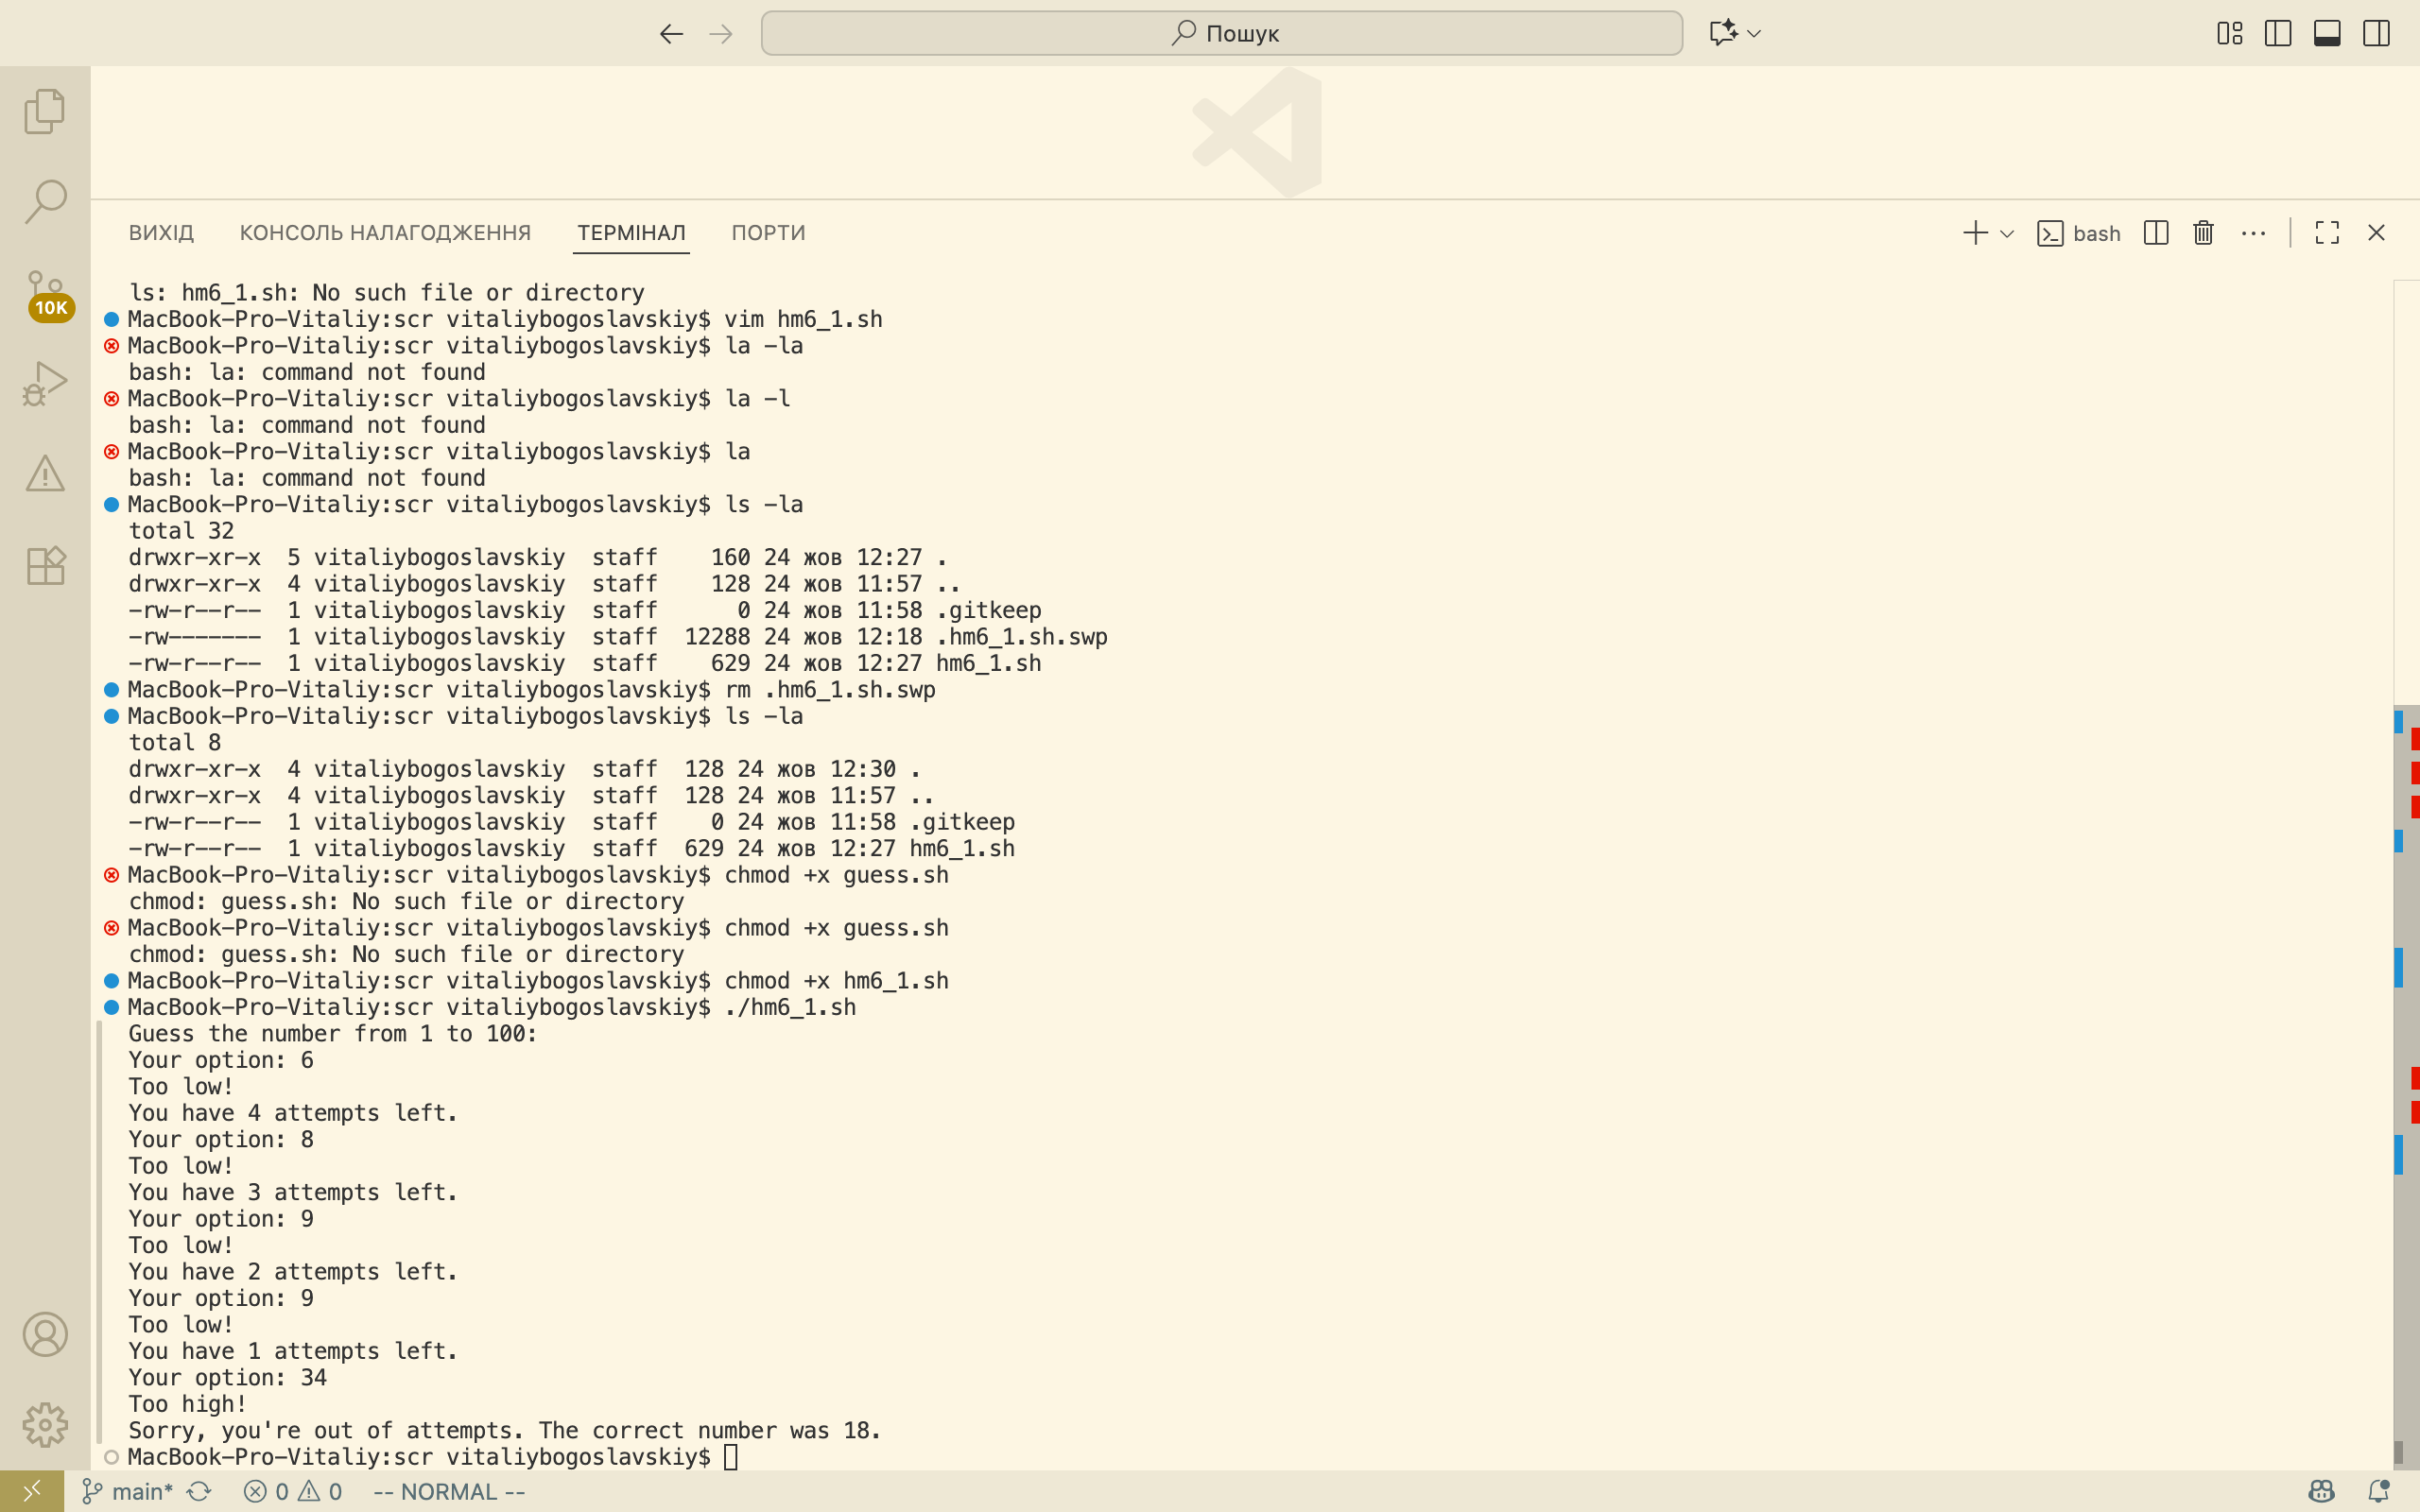 Пошук
ВИХІД КОНСОЛЬ НАЛАГОДЖЕННЯ ТЕРМІНАЛ ПОРТИ
bash
10K
ls: hm6_1.sh: No such file or directory
MacBook-Pro-Vitaliy:scr vitaliybogoslavskiy$ vim hm6_1.sh
MacBook-Pro-Vitaliy:scr vitaliybogoslavskiy$ la -la
bash: la: command not found
MacBook-Pro-Vitaliy:scr vitaliybogoslavskiy$ la -l
bash: la: command not found
MacBook-Pro-Vitaliy:scr vitaliybogoslavskiy$ la
bash: la: command not found
MacBook-Pro-Vitaliy:scr vitaliybogoslavskiy$ ls -la
total 32
drwxr-xr-x  5 vitaliybogoslavskiy  staff    160 24 жов 12:27 .
drwxr-xr-x  4 vitaliybogoslavskiy  staff    128 24 жов 11:57 ..
-rw-r--r--  1 vitaliybogoslavskiy  staff      0 24 жов 11:58 .gitkeep
-rw-------  1 vitaliybogoslavskiy  staff  12288 24 жов 12:18 .hm6_1.sh.swp
-rw-r--r--  1 vitaliybogoslavskiy  staff    629 24 жов 12:27 hm6_1.sh
MacBook-Pro-Vitaliy:scr vitaliybogoslavskiy$ rm .hm6_1.sh.swp
MacBook-Pro-Vitaliy:scr vitaliybogoslavskiy$ ls -la
total 8
drwxr-xr-x  4 vitaliybogoslavskiy  staff  128 24 жов 12:30 .
drwxr-xr-x  4 vitaliybogoslavskiy  staff  128 24 жов 11:57 ..
-rw-r--r--  1 vitaliybogoslavskiy  staff    0 24 жов 11:58 .gitkeep
-rw-r--r--  1 vitaliybogoslavskiy  staff  629 24 жов 12:27 hm6_1.sh
MacBook-Pro-Vitaliy:scr vitaliybogoslavskiy$ chmod +x guess.sh
chmod: guess.sh: No such file or directory
MacBook-Pro-Vitaliy:scr vitaliybogoslavskiy$ chmod +x guess.sh
chmod: guess.sh: No such file or directory
MacBook-Pro-Vitaliy:scr vitaliybogoslavskiy$ chmod +x hm6_1.sh
MacBook-Pro-Vitaliy:scr vitaliybogoslavskiy$ ./hm6_1.sh
Guess the number from 1 to 100:
Your option: 6
Too low!
You have 4 attempts left.
Your option: 8
Too low!
You have 3 attempts left.
Your option: 9
Too low!
You have 2 attempts left.
Your option: 9
Too low!
You have 1 attempts left.
Your option: 34
Too high!
Sorry, you're out of attempts. The correct number was 18.
MacBook-Pro-Vitaliy:scr vitaliybogoslavskiy$
main* 0 0 -- NORMAL --